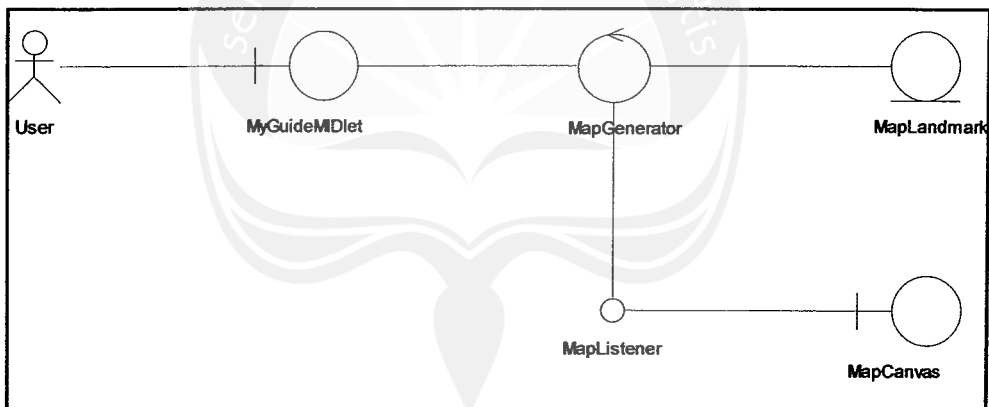 User
MyGuideMIDlet
MapGenerator
MapLandmark
MapListener
MapCanvas